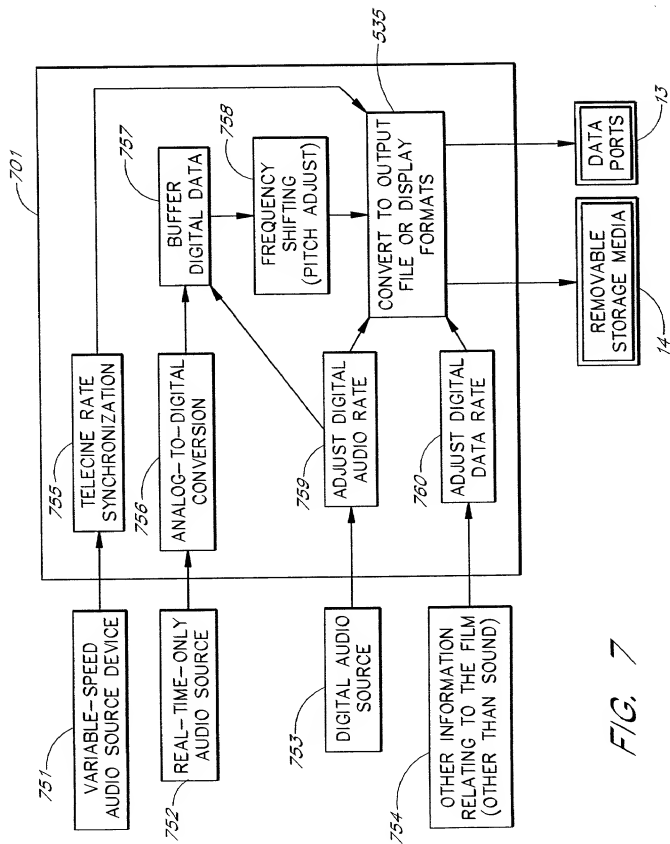 701
751
VARIABLE-SPEED
AUDIO SOURCE DEVICE
755
TELECINE RATE
SYNCHRONIZATION
752
REAL-TIME-ONLY
AUDIO SOURCE
756
ANALOG-TO-DIGITAL
CONVERSION
757
BUFFER
DIGITAL DATA
758
FREQUENCY
SHIFTING
(PITCH ADJUST)
753
DIGITAL AUDIO
SOURCE
759
ADJUST DIGITAL
AUDIO RATE
535
CONVERT TO OUTPUT
FILE OR DISPLAY
FORMATS
754
OTHER INFORMATION
RELATING TO THE FILM
(OTHER THAN SOUND)
760
ADJUST DIGITAL
DATA RATE
REMOVABLE
STORAGE MEDIA
14
DATA
PORTS
13
FIG. 7